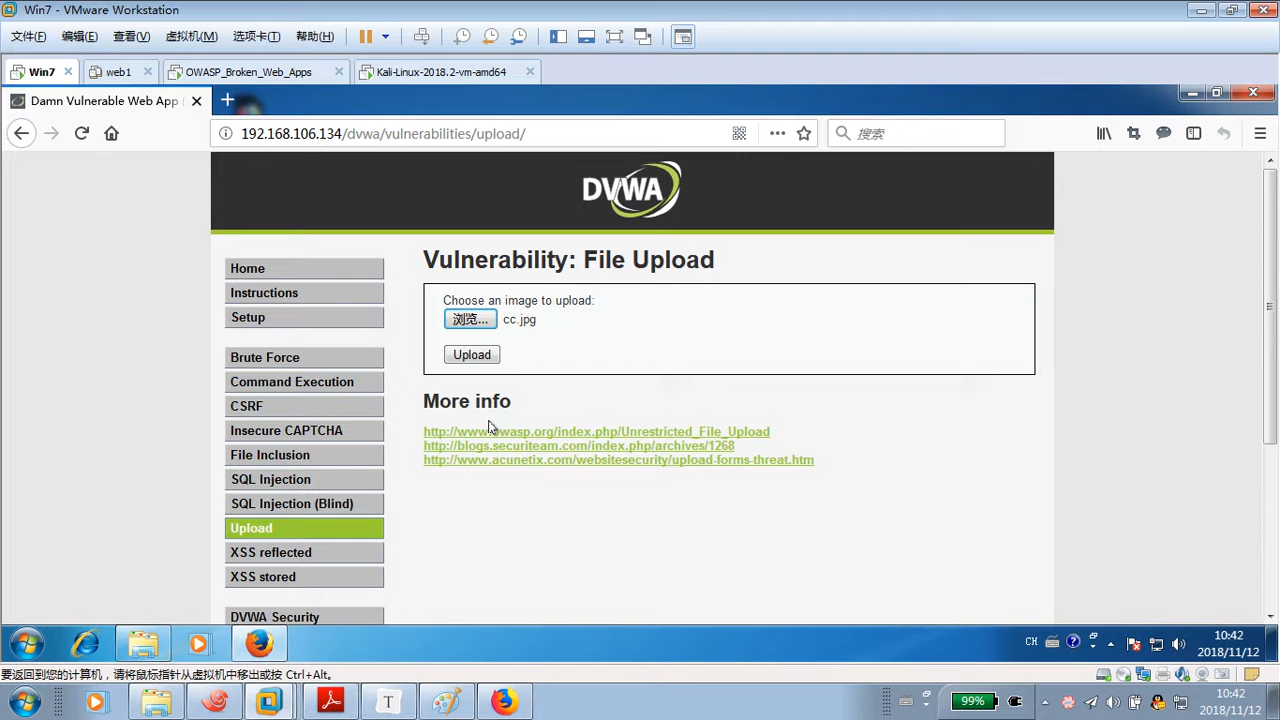 Win7 - VMware Workstation
文件(F) 编辑(E) 查看(V) 虚拟机(M) 选项卡(T) 帮助(H)
Win7 web1 OWASP_Broken_Web_Apps Kali-Linux-2018.2-vm-amd64
Damn Vulnerable Web App (
192.168.106.134/dvwa/vulnerabilities/upload/ 搜索
DVWA
Home
Instructions
Setup
Brute Force
Command Execution
CSRF
Insecure CAPTCHA
File Inclusion
SQL Injection
SQL Injection (Blind)
Upload
XSS reflected
XSS stored
DVWA Security
Vulnerability: File Upload
Choose an image to upload:
浏览... cc.jpg
Upload
More info
http://www.owasp.org/index.php/Unrestricted_File_Upload
http://blogs.securiteam.com/index.php/archives/1268
http://www.acunetix.com/websitesecurity/upload-forms-threat.htm
CH 10:42
2018/11/12
要返回到您的计算机，请将鼠标指针从虚拟机中移出或按 Ctrl+Alt。
T 99% 10:42
2018/11/12